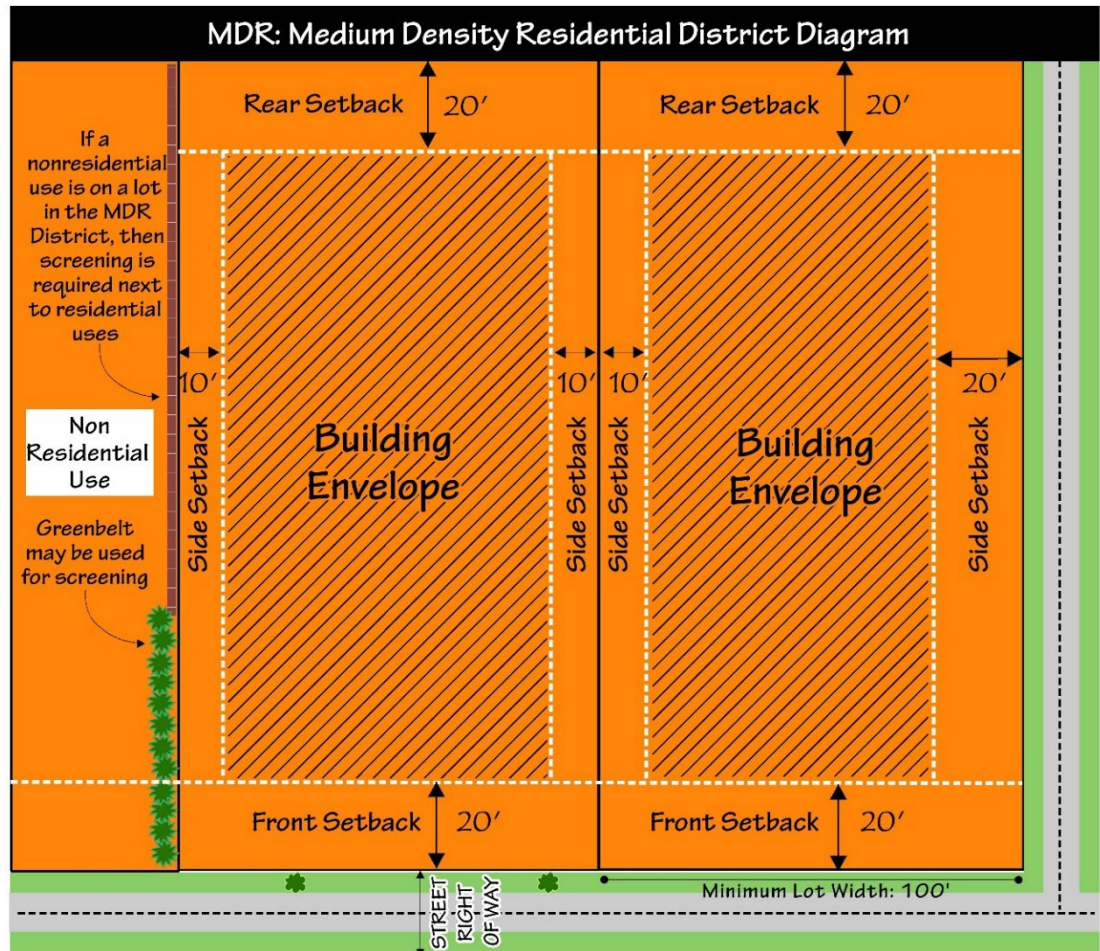 MDR: Medium Density Residential District Diagram
Rear Setback 20'
Rear Setback 20'
If a
nonresidential
use is on a lot
in the MDR
District, then
screening is
required next
to residential
uses
10'
10'
10'
20'
Side Setback
Side Setback
Side Setback
Side Setback
Non
Residential
Use
Building
Envelope
Building
Envelope
Greenbelt
may be used
for screening
Front Setback 20'
Front Setback 20'
STREET
RIGHT
OF WAY
Minimum Lot Width: 100'